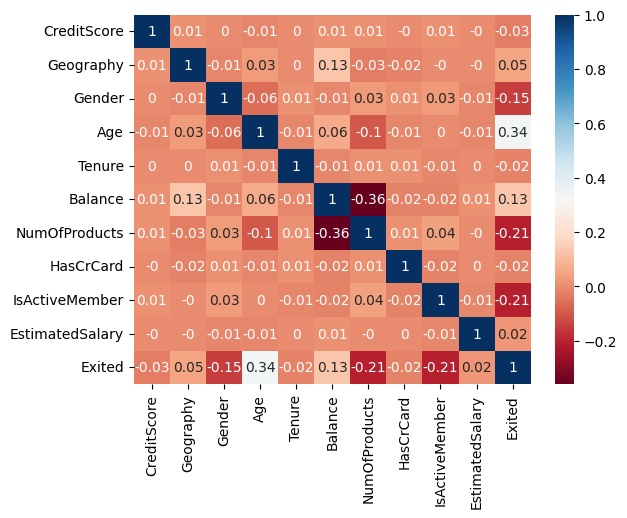 CreditScore 1 0.01 0 -0.01 0 0.01 0.01 -0 0.01 -0 -0.03 1.0
Geography 0.01 1 -0.01 0.03 0 0.13 -0.03 -0.02 -0 -0 0.05
Gender 0 -0.01 1 -0.06 0.01 -0.01 0.03 0.01 0.03 -0.01 -0.15 0.8
Age -0.01 0.03 -0.06 1 -0.01 0.06 -0.1 -0.01 0 -0.01 0.34
Tenure 0 0 0.01 -0.01 1 -0.01 0.01 0.01 -0.01 0 -0.02 0.6
Balance 0.01 0.13 -0.01 0.06 -0.01 1 -0.36 -0.02 -0.02 0.01 0.13 0.4
NumOfProducts 0.01 -0.03 0.03 -0.1 0.01 -0.36 1 0.01 0.04 -0 -0.21
HasCrCard -0 -0.02 0.01 -0.01 0.01 -0.02 0.01 1 -0.02 0 -0.02 0.2
IsActiveMember 0.01 -0 0.03 0 -0.01 -0.02 0.04 -0.02 1 -0.01 -0.21 0.0
EstimatedSalary -0 -0 -0.01 -0.01 0 0.01 -0 0 -0.01 1 0.02
Exited -0.03 0.05 -0.15 0.34 -0.02 0.13 -0.21 -0.02 -0.21 0.02 1 −0.2
CreditScore Geography Gender Age Tenure Balance NumOfProducts HasCrCard IsActiveMember EstimatedSalary Exited